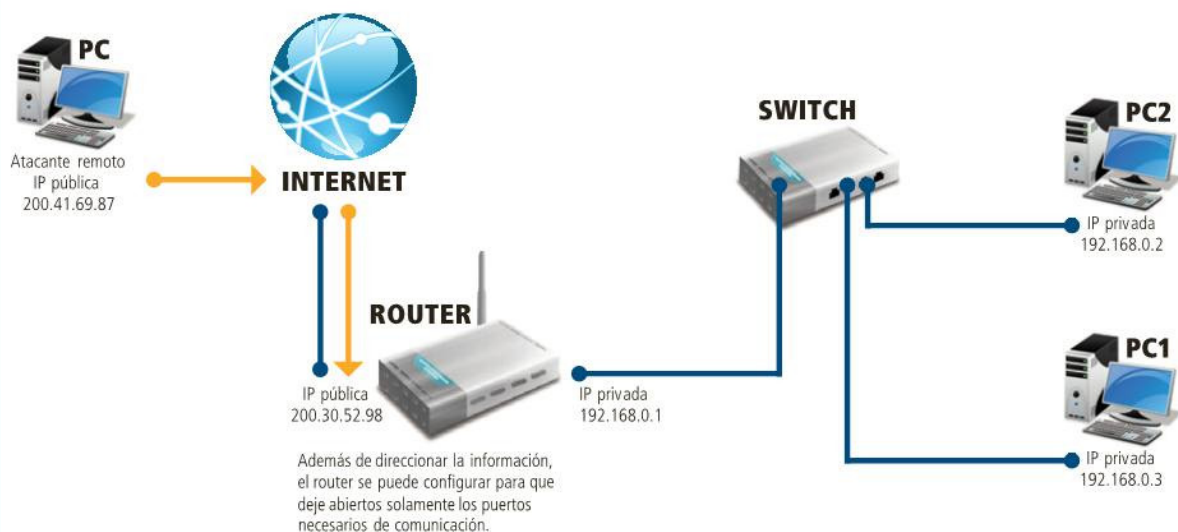 PC
Atacante remoto
IP pública
200.41.69.87
INTERNET
ROUTER
IP pública
200.30.52.98
IP privada
192.168.0.1
Además de direccionar la información,
el router se puede configurar para que
deje abiertos solamente los puertos
necesarios de comunicación.
SWITCH
PC2
IP privada
192.168.0.2
PC1
IP privada
192.168.0.3